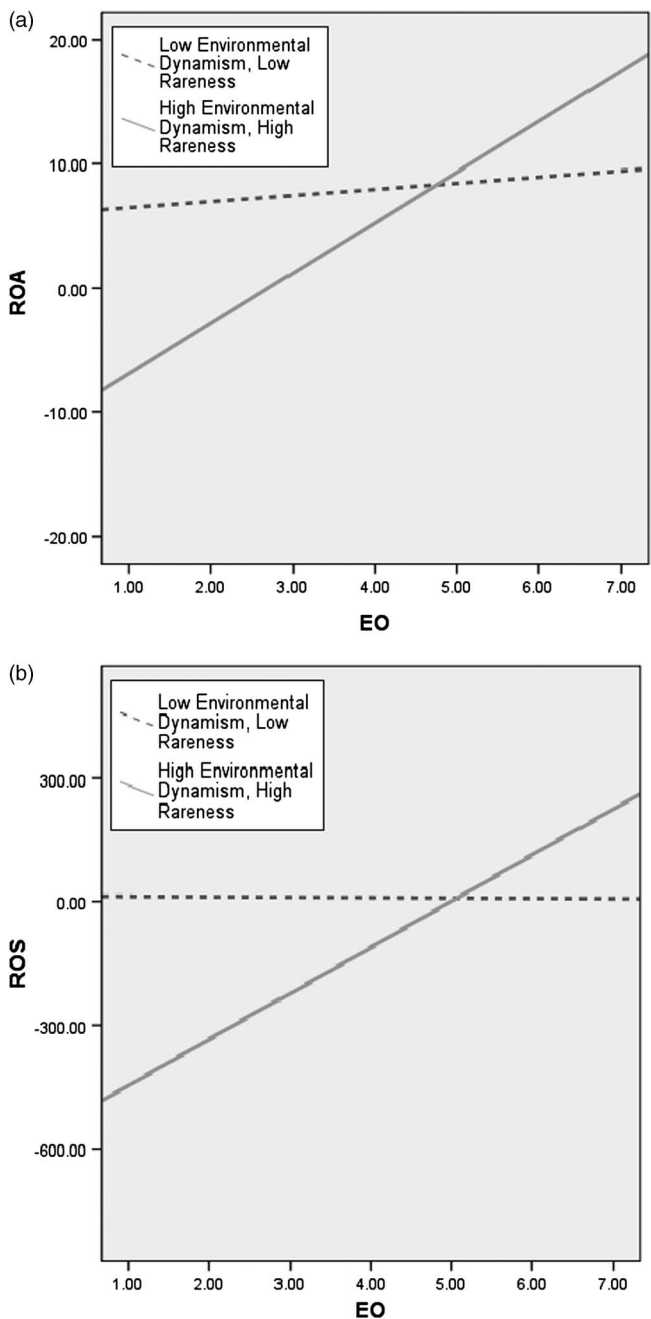 (a)
20.00
10.00
0.00
-10.00
-20.00
ROA
Low Environmental
Dynamism, Low
Rareness
High Environmental
Dynamism, High
Rareness
1.00 2.00 3.00 4.00 5.00 6.00 7.00
EO
(b)
300.00
0.00
-300.00
-600.00
ROS
Low Environmental
Dynamism, Low
Rareness
High Environmental
Dynamism, High
Rareness
1.00 2.00 3.00 4.00 5.00 6.00 7.00
EO